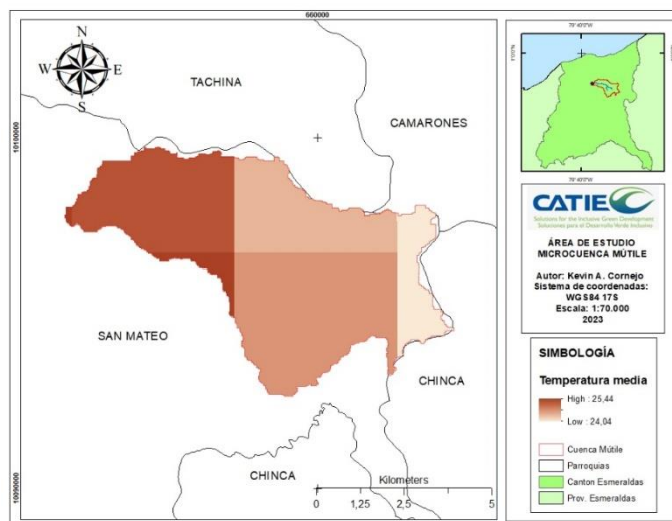 660000
N
W
E
S
TACHINA
CAMARONES
10100000
SAN MATEO
CHINCA
CHINCA
10090000
Kilometers
0
1,25
2,5
5
CATIE
Solutions for the Inclusive Green Development
Soluciones para el Desarrollo Verde Inclusivo
ÁREA DE ESTUDIO
MICROCUENCA MÚTILE
Autor: Kevin A. Cornejo
Sistema de coordenadas:
WGS84 17S
Escala: 1:70.000
2023
SIMBOLOGÍA
Temperatura media
High : 25,44
Low : 24,04
Cuenca Mútile
Parroquias
Canton Esmeraldas
Prov. Esmeraldas